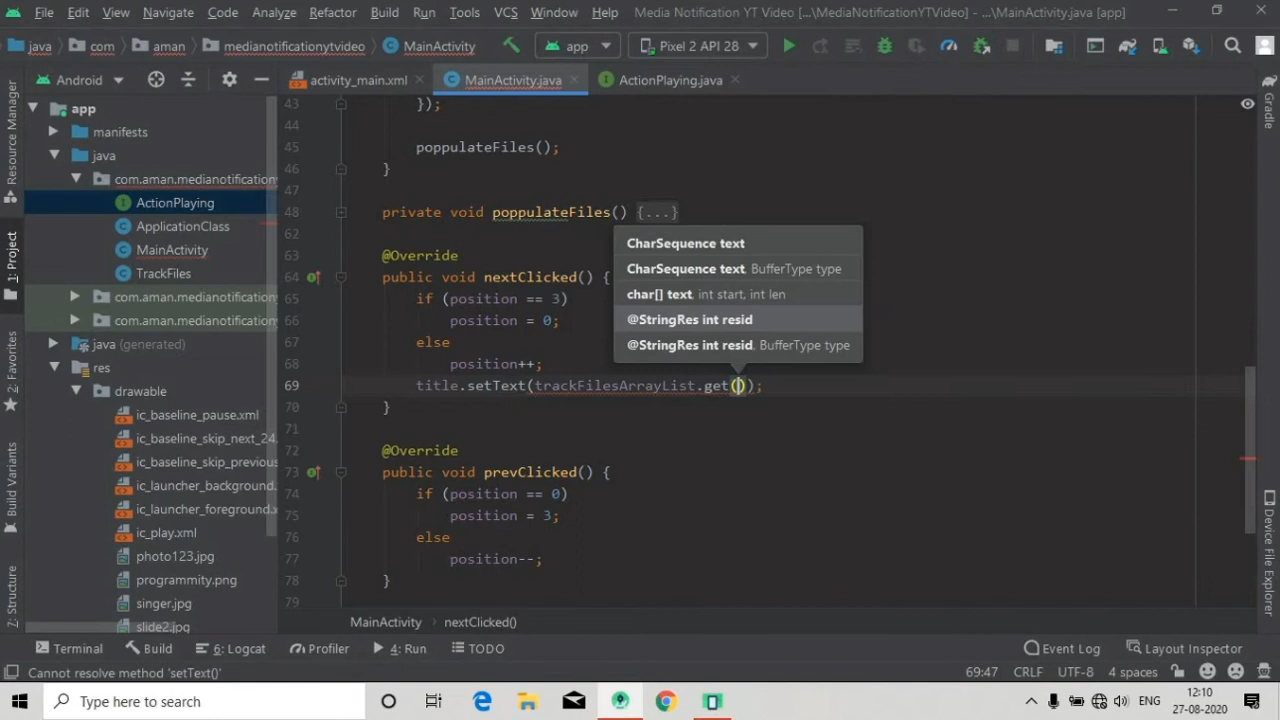 File Edit View Navigate Code Analyze Refactor Build Run Tools VCS Window Help Media Notification YT Video [...\MediaNotificationYTVideo] - ...\MainActivity.java [app]
java com aman medianotificationytvideo MainActivity app Pixel 2 API 28
Android activity_main.xml MainActivity.java ActionPlaying.java
Resource Manager
1: Project
2: Favorites
Build Variants
7: Structure
app
manifests
java
com.aman.medianotification
ActionPlaying
ApplicationClass
MainActivity
TrackFiles
com.aman.medianotification
com.aman.medianotification
java (generated)
res
drawable
ic_baseline_pause.xml
ic_baseline_skip_next_24.
ic_baseline_skip_previous
ic_launcher_background.
ic_launcher_foreground.x
ic_play.xml
photo123.jpg
programmity.png
singer.jpg
slide2.jpg
43 });
44
45 poppulateFiles();
46 }
47
48 private void poppulateFiles() {...}
62
63 @Override
64 public void nextClicked() {
65 if (position == 3)
66 position = 0;
67 else
68 position++;
69 title.setText(trackFilesArrayList.get());
70 }
71
72 @Override
73 public void prevClicked() {
74 if (position == 0)
75 position = 3;
76 else
77 position--;
78 }
79
CharSequence text
CharSequence text, BufferType type
char[] text, int start, int len
@StringRes int resid
@StringRes int resid, BufferType type
Gradle
Device File Explorer
MainActivity nextClicked()
Terminal Build 6: Logcat Profiler 4: Run TODO Event Log Layout Inspector
Cannot resolve method 'setText()' 69:47 CRLF UTF-8 4 spaces
Type here to search ENG 12:10
27-08-2020